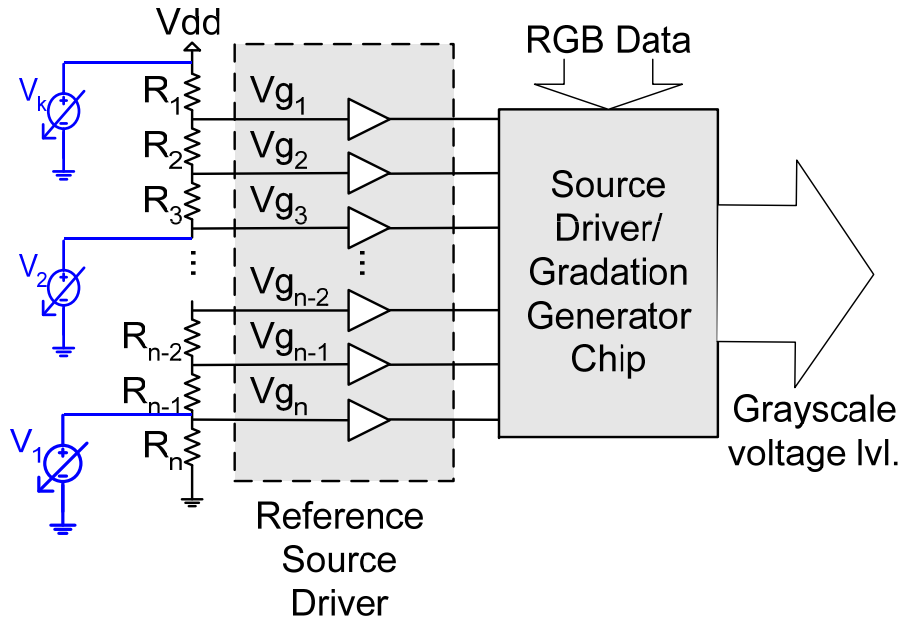 Vdd
RGB Data
Vk
R1
Vg1
R2
Vg2
R3
Vg3
V2
Source
Driver/
Gradation
Generator
Chip
Vgn-2
Rn-2
Vgn-1
Rn-1
Vgn
V1
Rn
Grayscale
voltage lvl.
Reference
Source
Driver